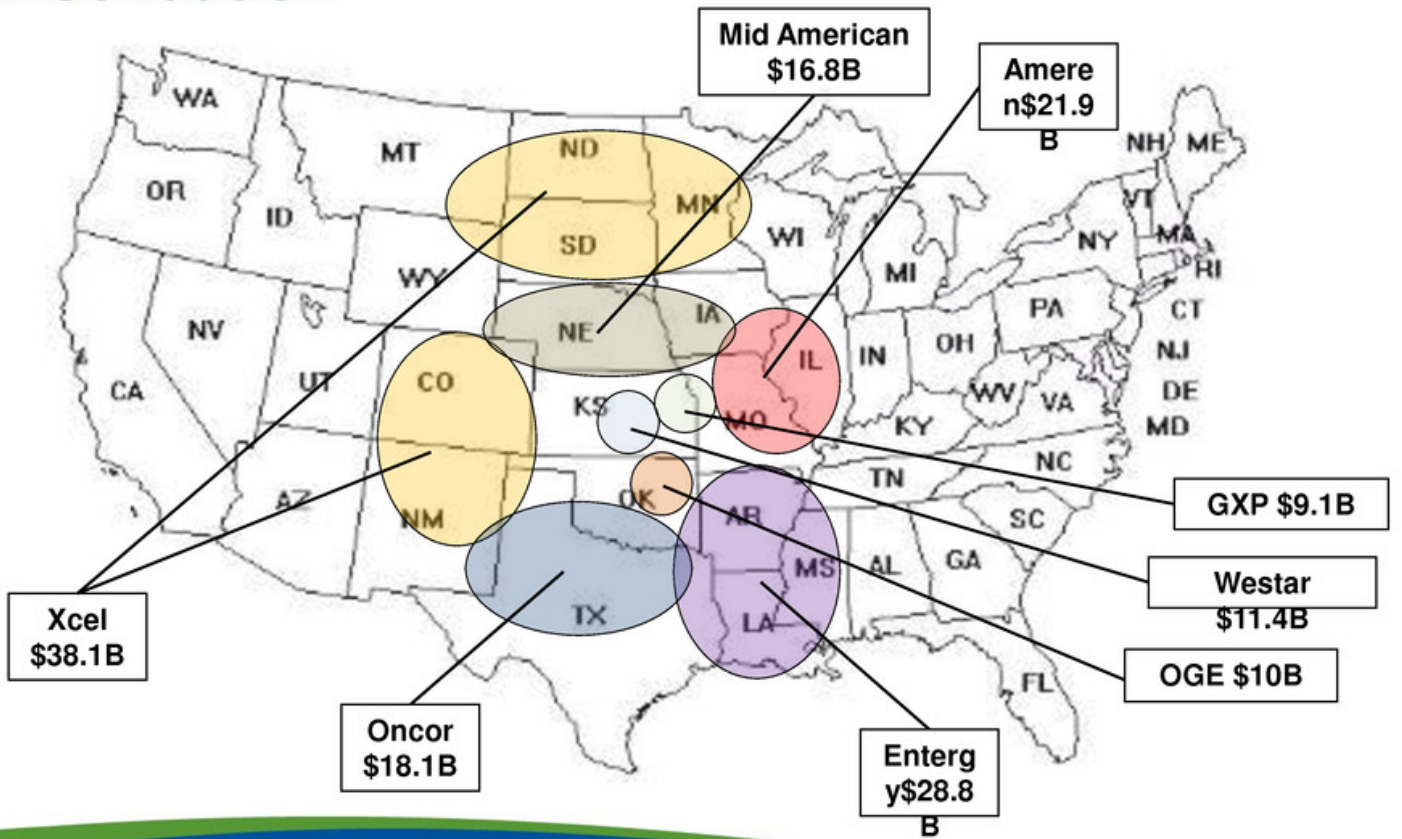 Mid American
$16.8B
Amere
n$21.9
B
WA
MT
ND
MN
NH
ME
VT
OR
ID
SD
WI
MI
NY
MA
RI
WY
NV
NE
IA
PA
CT
IL
IN
OH
NJ
CA
UT
CO
KS
MO
WV
VA
DE
KY
MD
AZ
NM
OK
AR
TN
NC
SC
GXP $9.1B
MS
AL
GA
Westar
$11.4B
TX
LA
Xcel
$38.1B
FL
OGE $10B
Oncor
$18.1B
Enterg
y$28.8
B